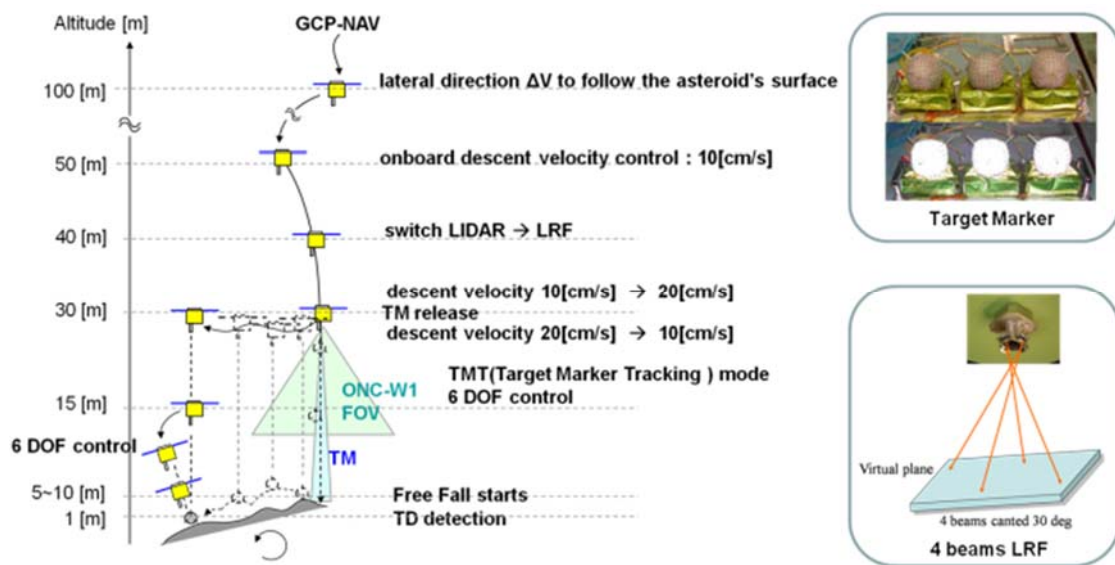 Altitude [m]
GCP-NAV
100 [m]
lateral direction ΔV to follow the asteroid's surface
50 [m]
onboard descent velocity control : 10[cm/s]
40 [m]
switch LIDAR → LRF
descent velocity 10[cm/s] → 20[cm/s]
30 [m]
TM release
descent velocity 20[cm/s] → 10[cm/s]
TMT(Target Marker Tracking ) mode
6 DOF control
ONC-W1
FOV
15 [m]
6 DOF control
TM
5~10 [m]
Free Fall starts
1 [m]
TD detection
Target Marker
Virtual plane
4 beams canted 30 deg
4 beams LRF